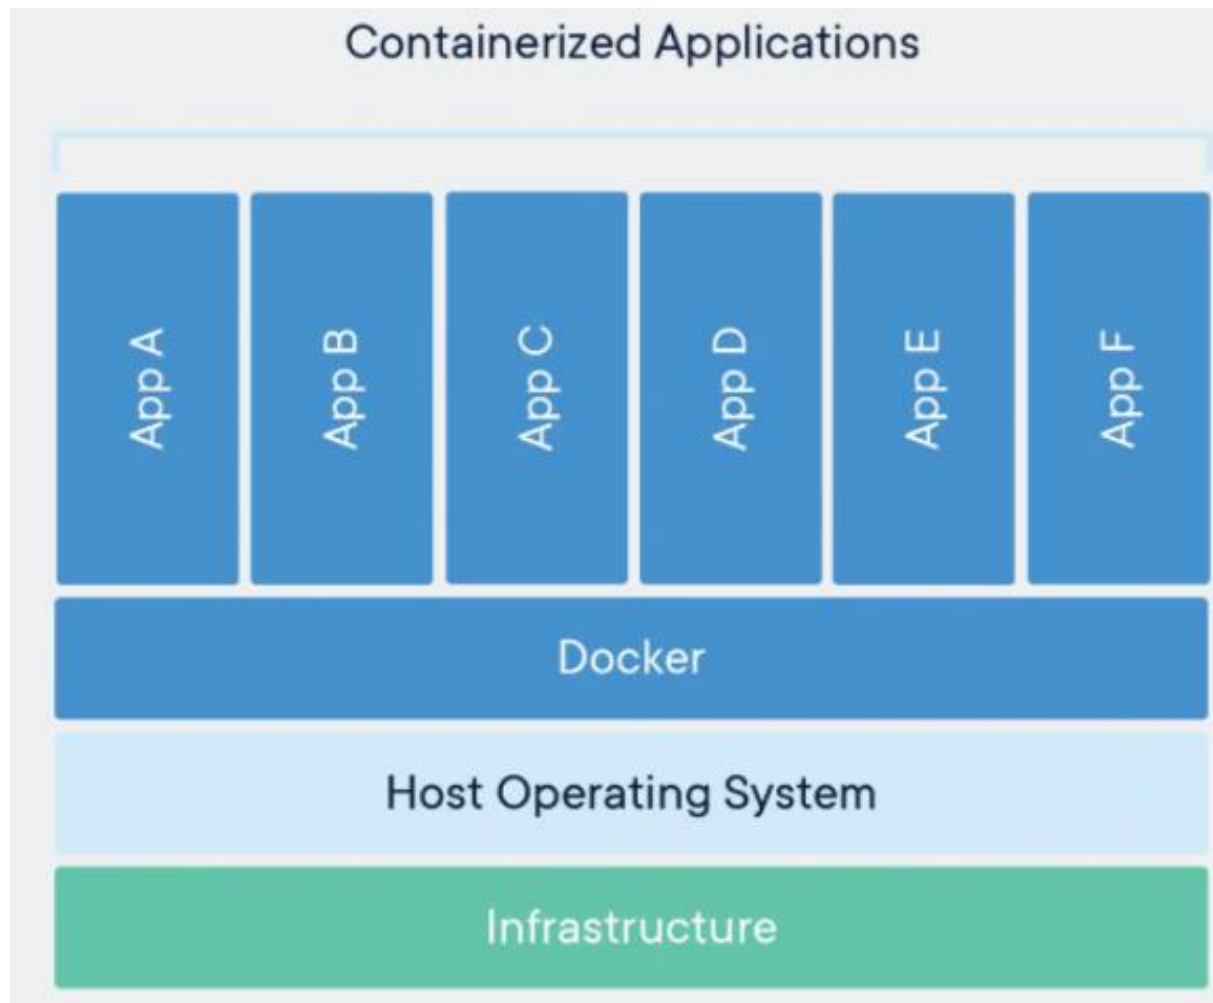 Containerized Applications
App A
App B
App C
App D
App E
App F
Docker
Host Operating System
Infrastructure